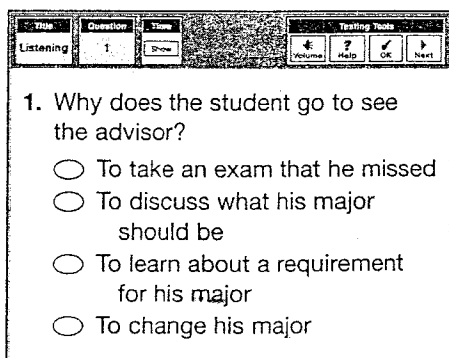 Title Question Time Testing Tools
Listening 1 Show Volume Help OK Next
1. Why does the student go to see
the advisor?
To take an exam that he missed
To discuss what his major
should be
To learn about a requirement
for his major
To change his major